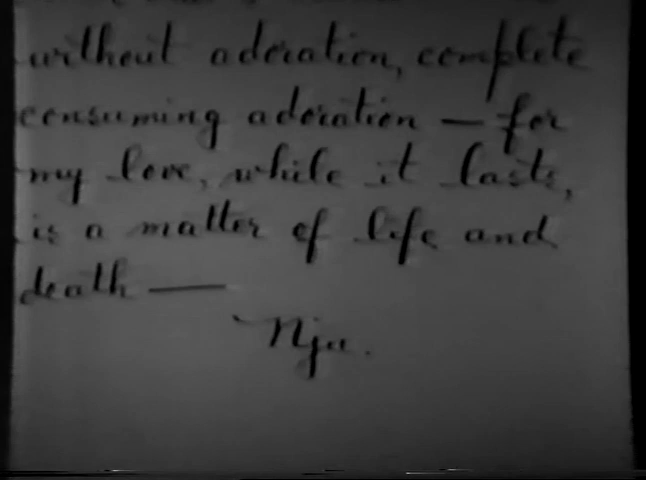 without adoration, complete
consuming adoration — for
my love, while it lasts,
is a matter of life and
death —
Nju.